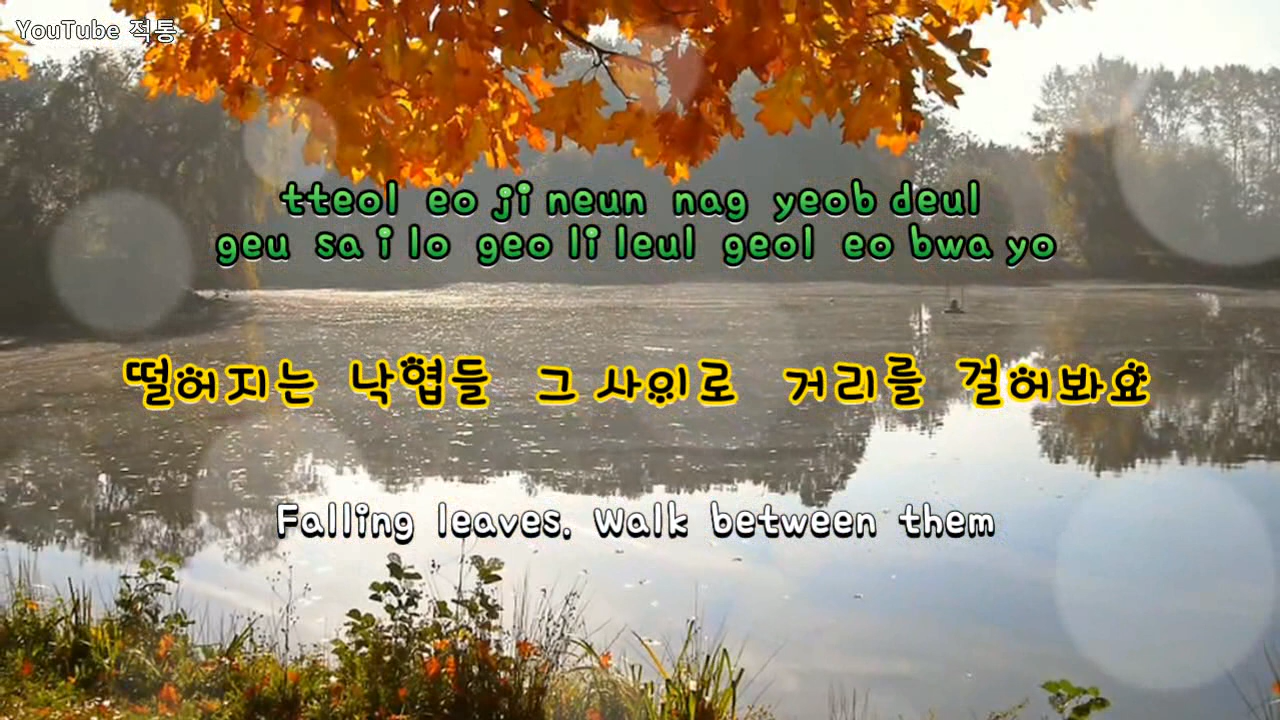 YouTube 적통
tteol eo ji neun nag yeob deul
geu sa i lo geo li leul geol eo bwa yo
떨어지는 낙협들 그 사이로 거리를 걸어봐요
Falling leaves. Walk between them